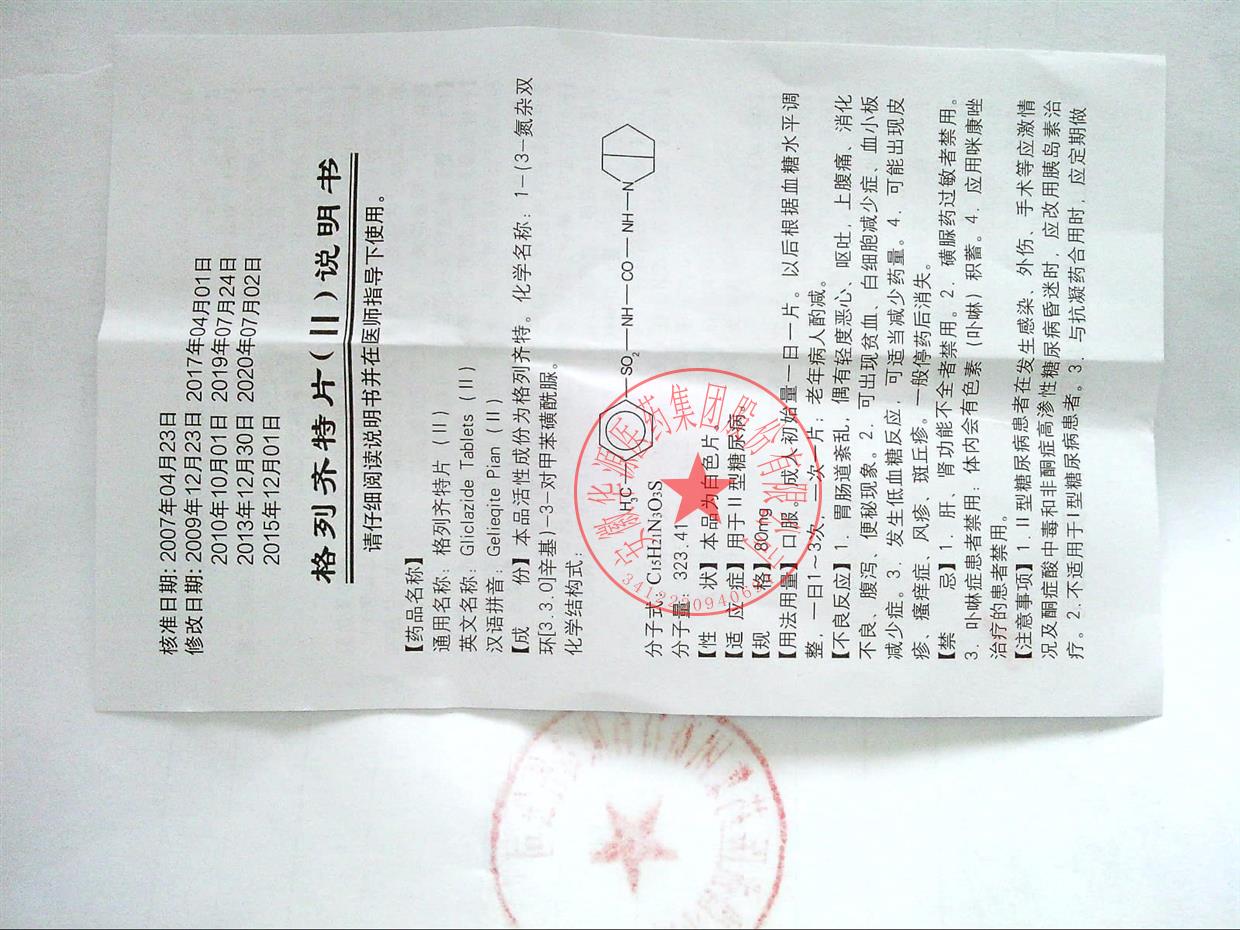 核准日期: 2007年04月23日
修改日期: 2009年12月23日 2017年04月01日
2010年10月01日 2019年07月24日
2013年12月30日 2020年07月02日
2015年12月01日
格列齐特片(II)说明书
请仔细阅读说明书并在医师指导下使用。
【药品名称】
通用名称: 格列齐特片 (II)
英文名称: Gliclazide Tablets (II)
汉语拼音: Gelieqite Pian (II)
【成 份】本品活性成份为格列齐特。化学名称: 1-(3-氮杂双
环[3.3.0]辛基)-3-对甲苯磺酰脲。
化学结构式:
H₃C SO₂ NH CO NH N
分子式: C15H21N3O3S
分子量: 323.41
【性 状】本品为白色片。
【适 应 症】用于II型糖尿病。
【规 格】80mg
【用法用量】口服。成人初始量一日一片。以后根据血糖水平调
整, 一日1~3次, 一次一片; 老年病人酌减。
【不良反应】1. 胃肠道紊乱, 偶有轻度恶心、呕吐, 上腹痛、消化
不良、腹泻、便秘现象。2. 可出现贫血、白细胞减少症、血小板
减少症。3. 发生低血糖反应, 可适当减少药量。4. 可能出现皮
疹、瘙痒症、风疹、斑丘疹。一般停药后消失。
【禁 忌】1. 肝、肾功能不全者禁用。2. 磺脲药过敏者禁用。
3. 卟啉症患者禁用: 体内会有色素 (卟啉) 积蓄。4. 应用咪康唑
治疗的患者禁用。
【注意事项】1. II型糖尿病患者在发生感染、外伤、手术等应激情
况及酮症酸中毒和非酮症高渗性糖尿病昏迷时, 应改用胰岛素治
疗。2. 不适用于I型糖尿病患者。3. 与抗凝药合用时, 应定期做
安徽化源医药集团股份有限公司